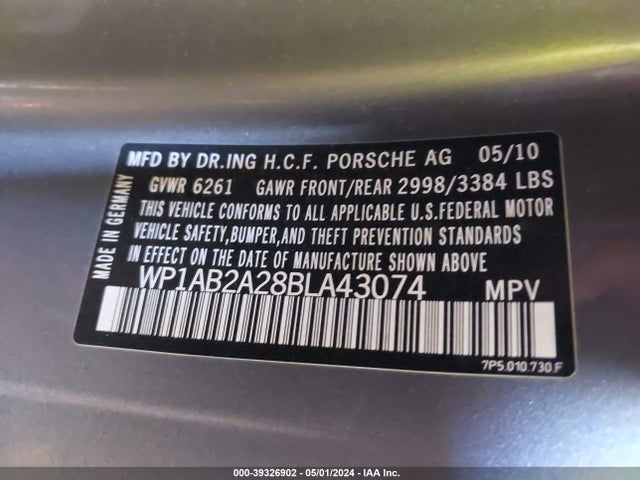 MFD BY DR.ING H.C.F. PORSCHE AG 05/10
GVWR 6261 GAWR FRONT/REAR 2998/3384 LBS
THIS VEHICLE CONFORMS TO ALL APPLICABLE U.S.FEDERAL MOTOR
VEHICLE SAFETY,BUMPER,AND THEFT PREVENTION STANDARDS
IN EFFECT ON THE DATE OF MANUFACTURE SHOWN ABOVE
MADE IN GERMANY
WP1AB2A28BLA43074 MPV
7P5.010.730.F
000-39326902 - 05/01/2024 - IAA Inc.